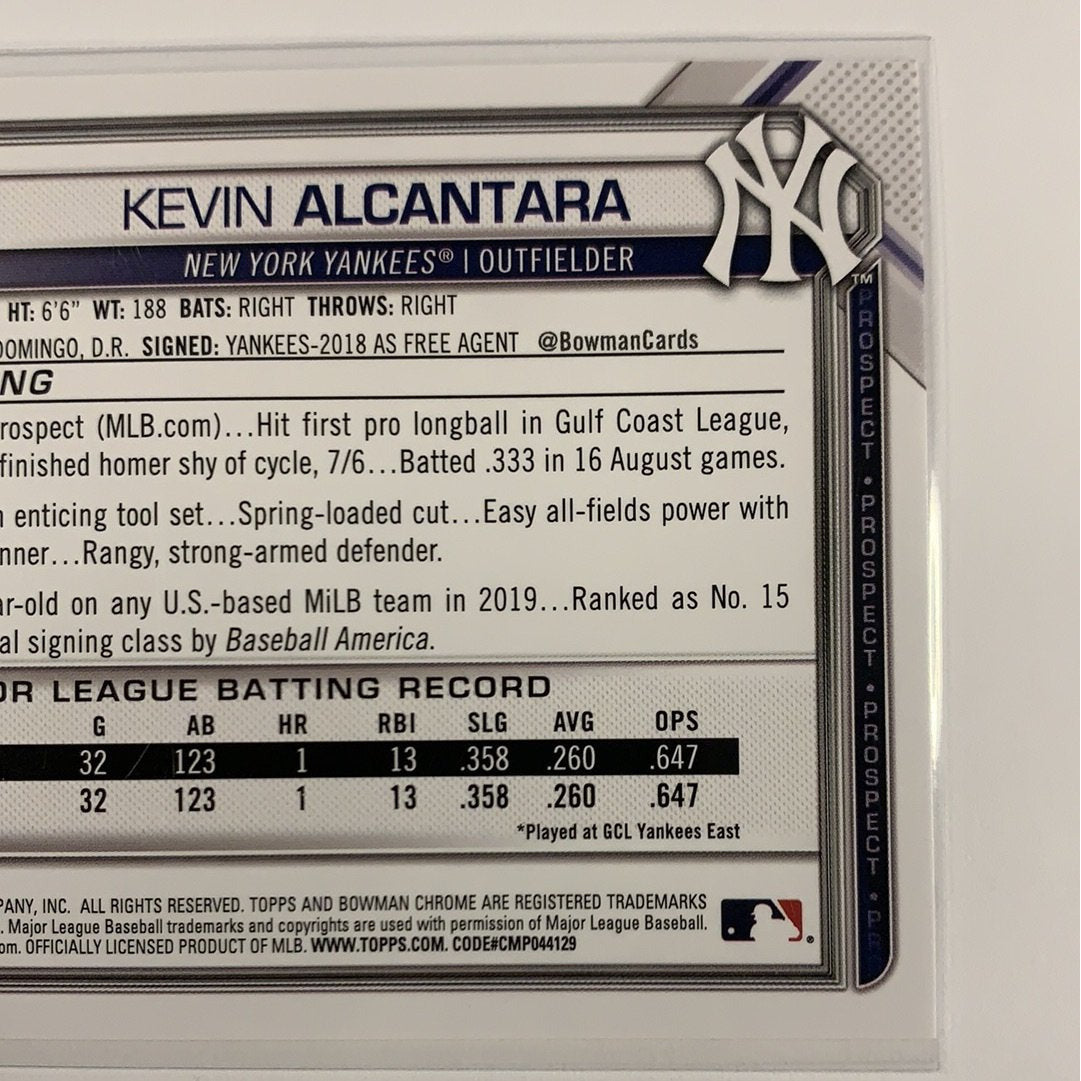 KEVIN ALCANTARA
NEW YORK YANKEES® | OUTFIELDER
HT: 6'6" WT: 188 BATS: RIGHT THROWS: RIGHT
DOMINGO, D.R. SIGNED: YANKEES-2018 AS FREE AGENT @BowmanCards
NG
rospect (MLB.com)...Hit first pro longball in Gulf Coast League,
finished homer shy of cycle, 7/6...Batted .333 in 16 August games.
enticing tool set...Spring-loaded cut...Easy all-fields power with
nner...Rangy, strong-armed defender.
ar-old on any U.S.-based MiLB team in 2019...Ranked as No. 15
al signing class by Baseball America.
OR LEAGUE BATTING RECORD
G AB HR RBI SLG AVG OPS
32 123 1 13 .358 .260 .647
32 123 1 13 .358 .260 .647
*Played at GCL Yankees East
PANY, INC. ALL RIGHTS RESERVED. TOPPS AND BOWMAN CHROME ARE REGISTERED TRADEMARKS
. Major League Baseball trademarks and copyrights are used with permission of Major League Baseball.
om. OFFICIALLY LICENSED PRODUCT OF MLB. WWW.TOPPS.COM. CODE#CMP044129
NY
TM
PROSPECT • PROSPECT • PROSPECT • PR
®